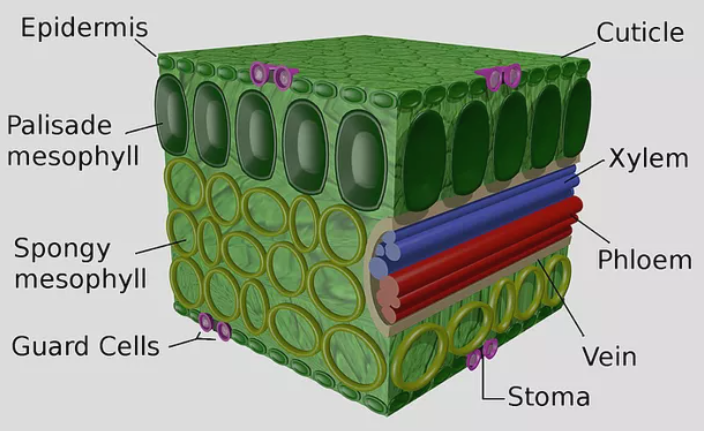 Epidermis
Cuticle
Palisade
mesophyll
Xylem
Spongy
mesophyll
Phloem
Guard Cells
Vein
Stoma